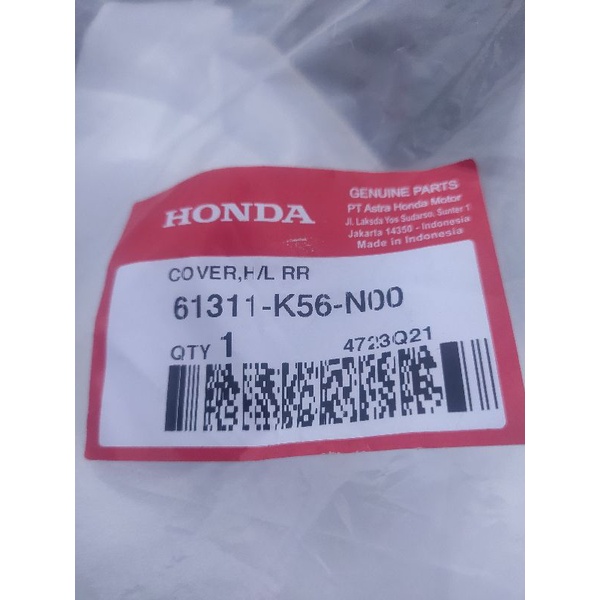 HONDA
GENUINE PARTS
PT Astra Honda Motor
Jl. Laksda Yos Sudarso, Sunter 1
Jakarta 14350 - Indonesia
Made in Indonesia
COVER,H/L RR
61311-K56-N00
QTY 1
4723Q21